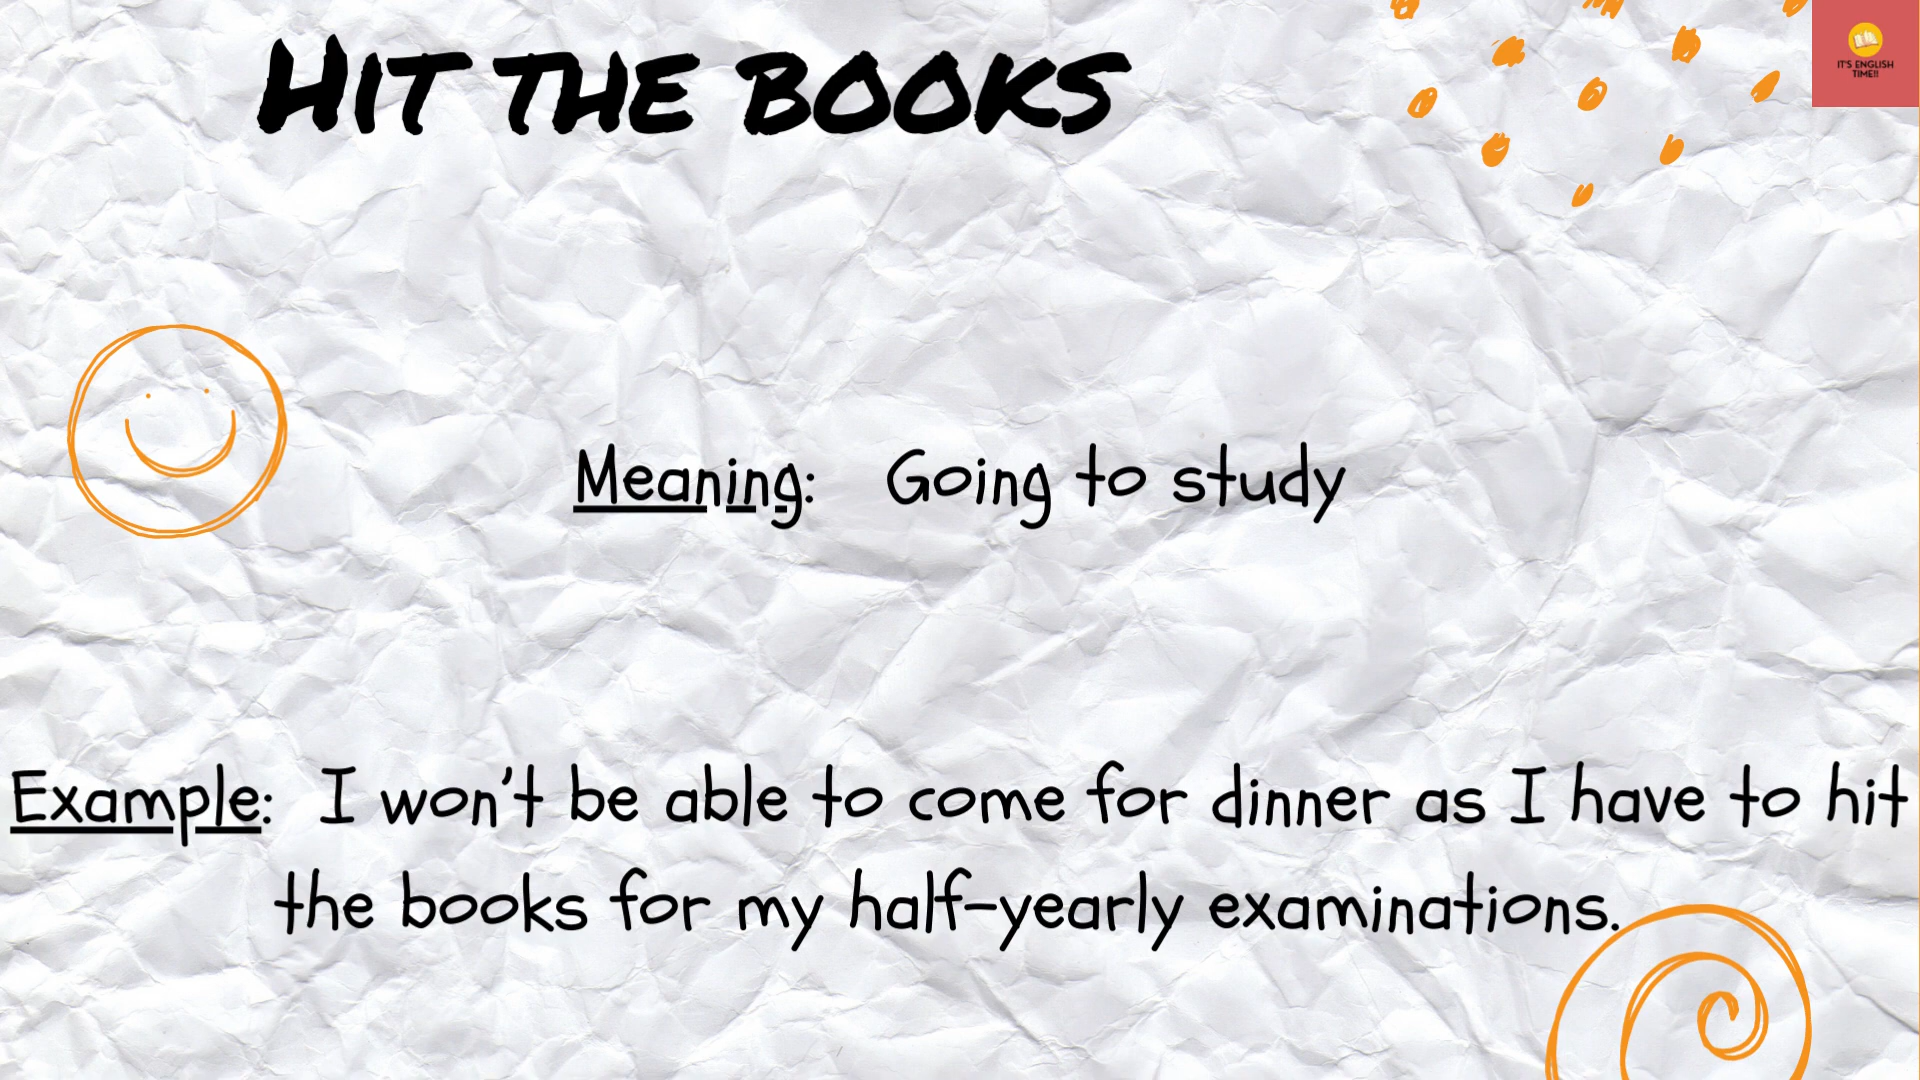 HIT THE BOOKS
IT'S ENGLISH
TIME!!
Meaning: Going to study
Example: I won't be able to come for dinner as I have to hit
the books for my half-yearly examinations.